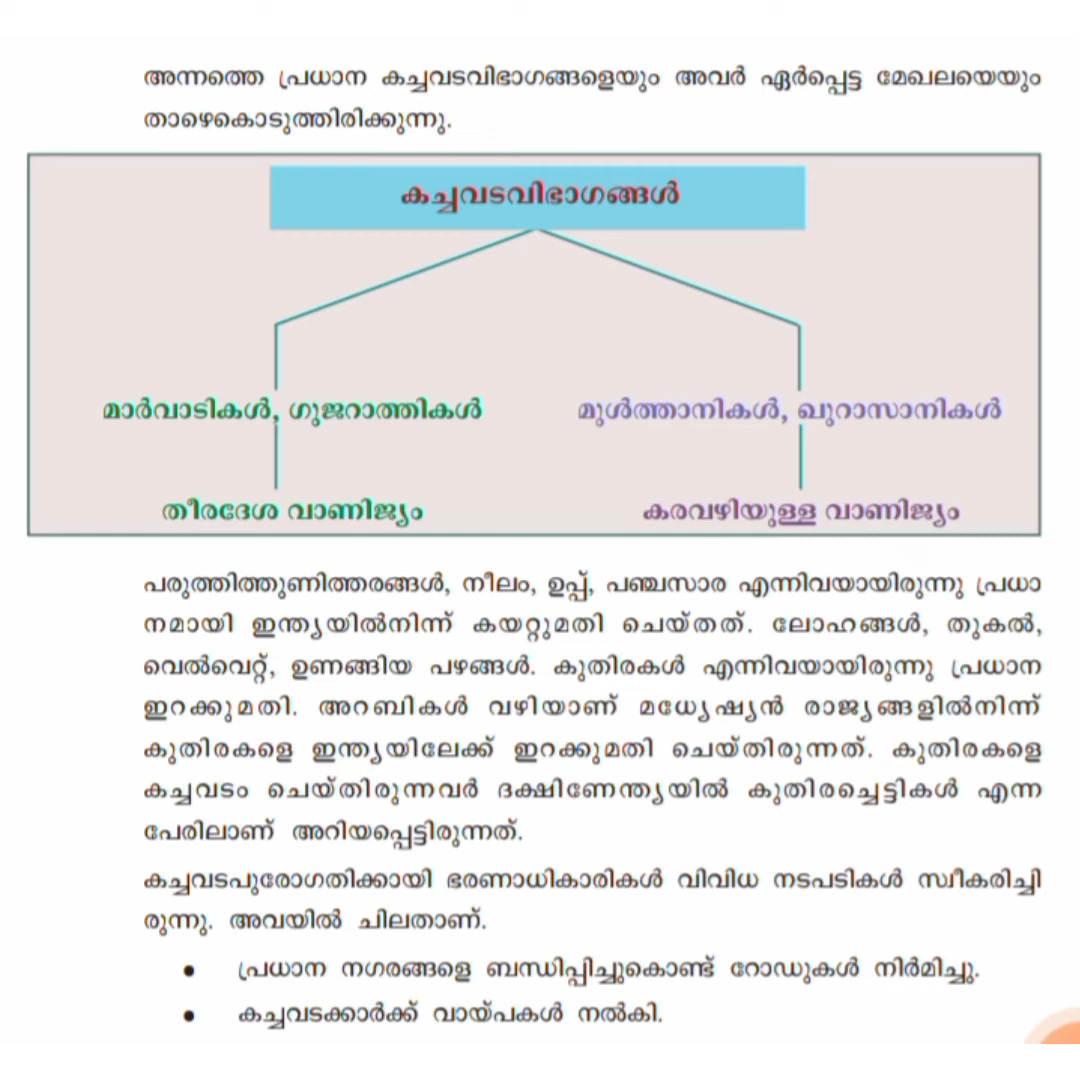 അന്നത്തെ പ്രധാന കച്ചവടവിഭാഗങ്ങളെയും അവർ ഏർപ്പെട്ട മേഖലയെയും
താഴെകൊടുത്തിരിക്കുന്നു.
കച്ചവടവിഭാഗങ്ങൾ
മാർവാടികൾ, ഗുജറാത്തികൾ
മുൾത്താനികൾ, ഖുറാസാനികൾ
തീരദേശ വാണിജ്യം
കരവഴിയുള്ള വാണിജ്യം
പരുത്തിത്തുണിത്തരങ്ങൾ, നീലം, ഉപ്പ്, പഞ്ചസാര എന്നിവയായിരുന്നു പ്രധാ
നമായി ഇന്ത്യയിൽനിന്ന് കയറ്റുമതി ചെയ്തത്. ലോഹങ്ങൾ, തുകൽ,
വെൽവെറ്റ്, ഉണങ്ങിയ പഴങ്ങൾ. കുതിരകൾ എന്നിവയായിരുന്നു പ്രധാന
ഇറക്കുമതി. അറബികൾ വഴിയാണ് മധ്യേഷ്യൻ രാജ്യങ്ങളിൽനിന്ന്
കുതിരകളെ ഇന്ത്യയിലേക്ക് ഇറക്കുമതി ചെയ്തിരുന്നത്. കുതിരകളെ
കച്ചവടം ചെയ്തിരുന്നവർ ദക്ഷിണേന്ത്യയിൽ കുതിരച്ചെട്ടികൾ എന്ന
പേരിലാണ് അറിയപ്പെട്ടിരുന്നത്.
കച്ചവടപുരോഗതിക്കായി ഭരണാധികാരികൾ വിവിധ നടപടികൾ സ്വീകരിച്ചി
രുന്നു. അവയിൽ ചിലതാണ്.
• പ്രധാന നഗരങ്ങളെ ബന്ധിപ്പിച്ചുകൊണ്ട് റോഡുകൾ നിർമിച്ചു.
• കച്ചവടക്കാർക്ക് വായ്പകൾ നൽകി.